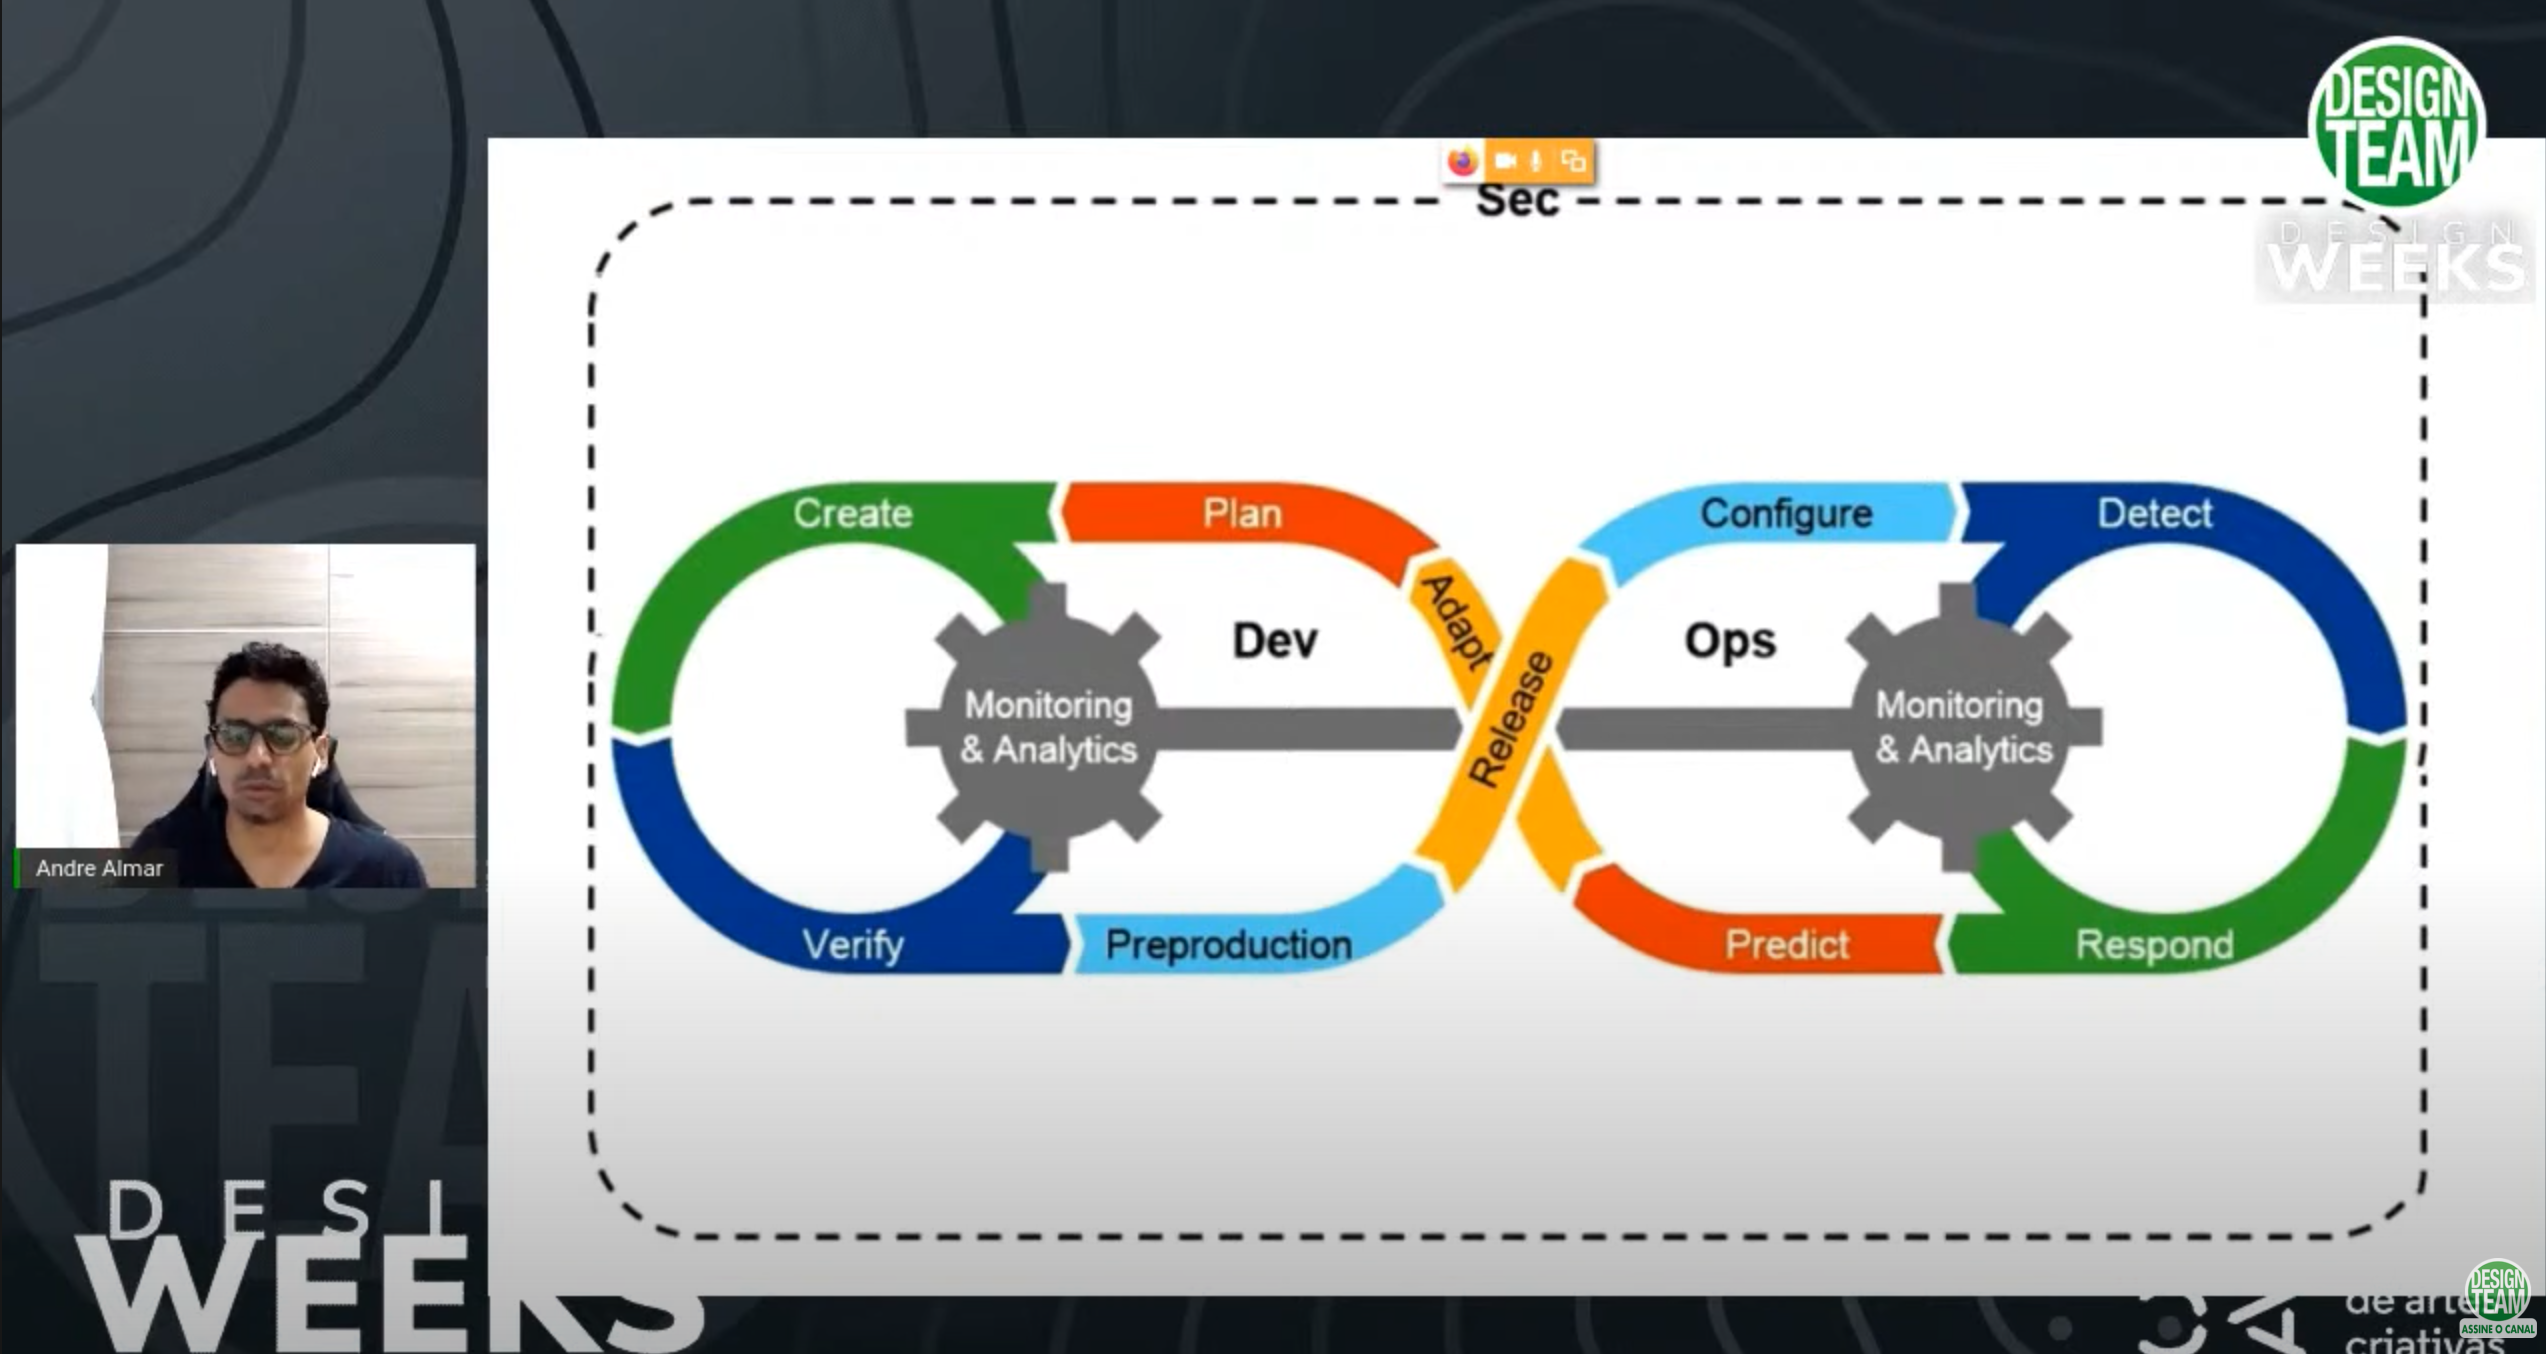 DESIGN
TEAM
DESIGN
WEEKS
Sec
Create
Plan
Configure
Detect
Adapt
Dev
Ops
Release
Monitoring
& Analytics
Monitoring
& Analytics
Andre Almar
Verify
Preproduction
Predict
Respond
TEA
DESI
WEEKS
DESIGN
TEAM
ASSINE O CANAL
de arte
criativas